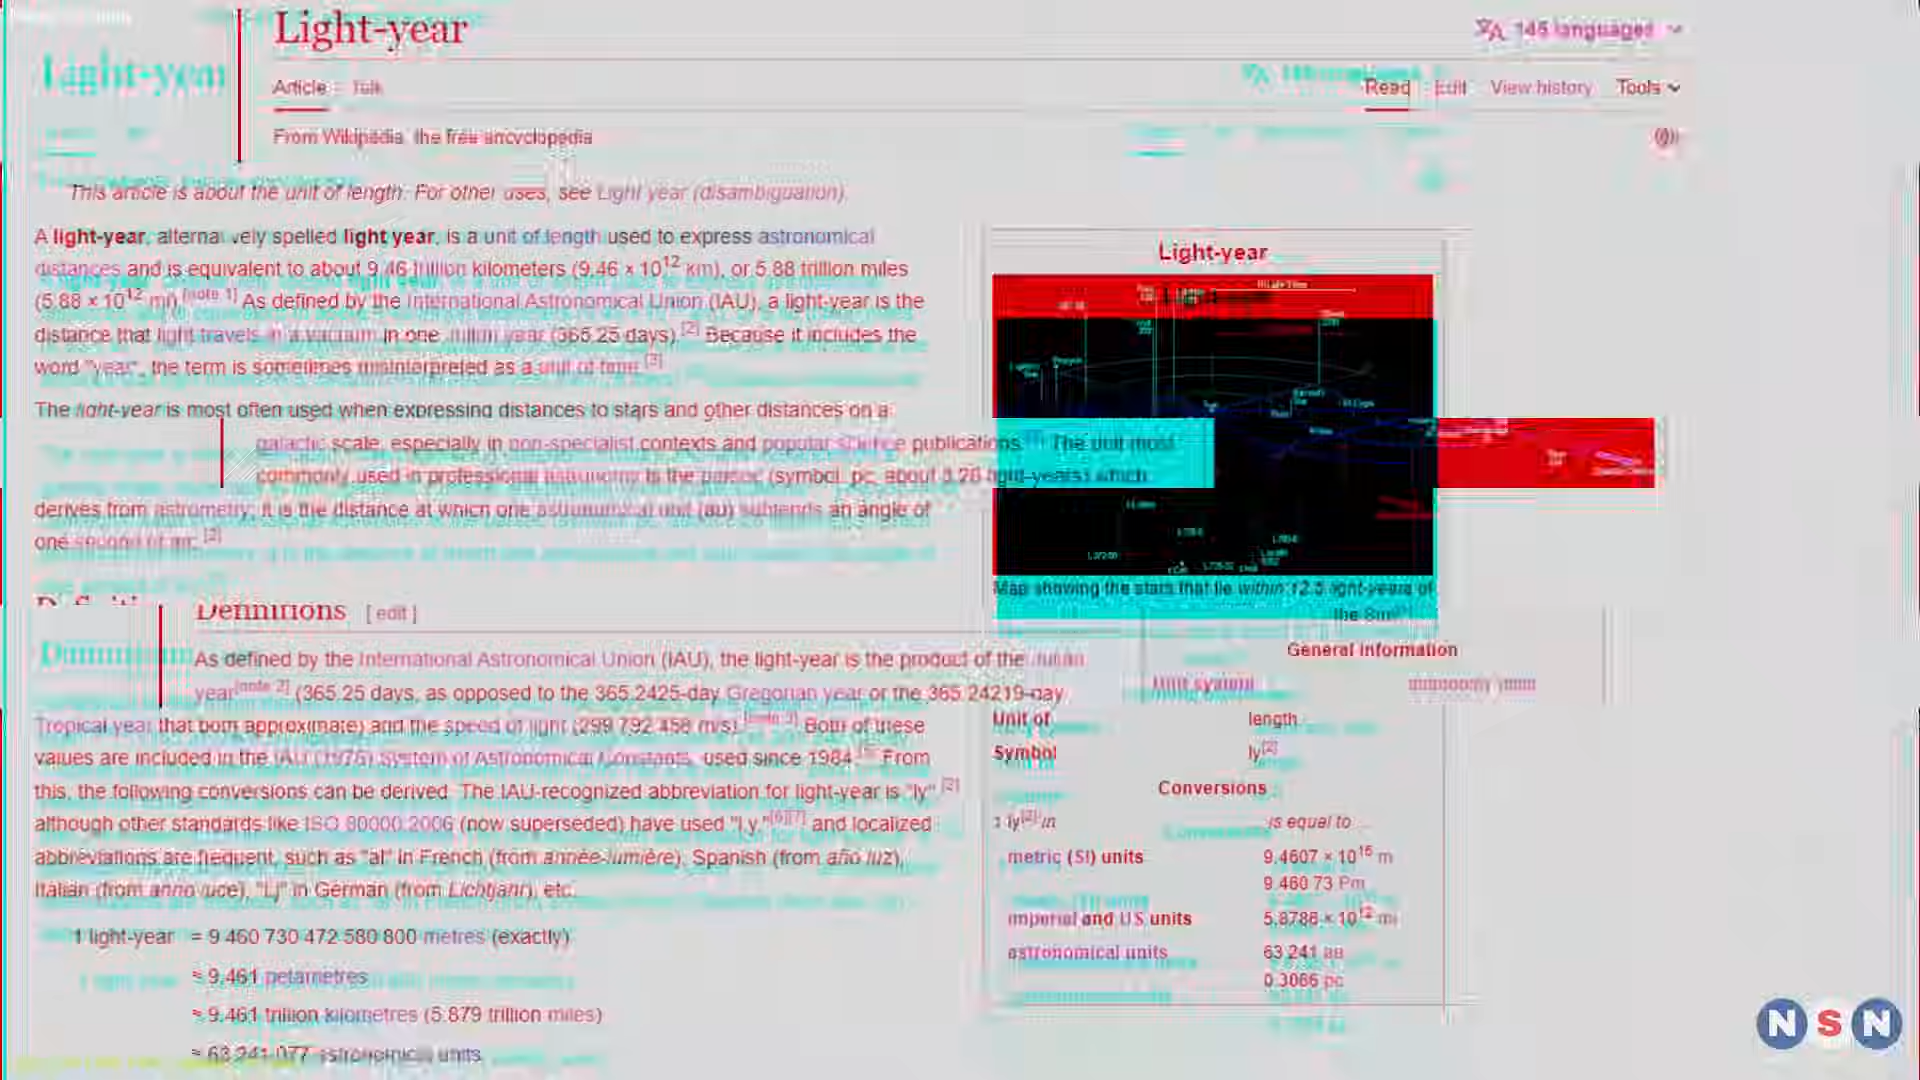 Light-year
145 languages
Article Talk
Read Edit View history Tools
From Wikipedia, the free encyclopedia
This article is about the unit of length. For other uses, see Light year (disambiguation).
A light-year, alternatively spelled light year, is a unit of length used to express astronomical
distances and is equivalent to about 9.46 trillion kilometers (9.46 × 10¹² km), or 5.88 trillion miles
(5.88 × 10¹² mi).[note 1] As defined by the International Astronomical Union (IAU), a light-year is the
distance that light travels in a vacuum in one Julian year (365.25 days).[2] Because it includes the
word "year", the term is sometimes misinterpreted as a unit of time.[3]
The light-year is most often used when expressing distances to stars and other distances on a
galactic scale, especially in non-specialist contexts and popular science publications. The unit most
commonly used in professional astronomy is the parsec (symbol: pc, about 3.26 light-years) which
derives from astrometry; it is the distance at which one astronomical unit (au) subtends an angle of
one second of arc.[2]
Definitions [ edit ]
As defined by the International Astronomical Union (IAU), the light-year is the product of the Julian
year[note 2] (365.25 days, as opposed to the 365.2425-day Gregorian year or the 365.24219-day
Tropical year that both approximate) and the speed of light (299 792 458 m/s).[note 3] Both of these
values are included in the IAU (1976) System of Astronomical Constants, used since 1984. From
this, the following conversions can be derived. The IAU-recognized abbreviation for light-year is "ly",[2]
although other standards like ISO 80000:2006 (now superseded) have used "l.y."[6][7] and localized
abbreviations are frequent, such as "al" in French (from année-lumière), Spanish (from año luz),
Italian (from anno luce), "Lj" in German (from Lichtjahr), etc.
1 light-year = 9 460 730 472 580 800 metres (exactly)
≈ 9.461 petametres
≈ 9.461 trillion kilometres (5.879 trillion miles)
≈ 63 241.077 astronomical units
Light-year
Map showing the stars that lie within 12.5 light-years of
the Sun
General information
Unit system
Unit of length
Symbol ly[2]
Conversions
1 ly[2] in ... is equal to ...
metric (SI) units 9.4607 × 10¹⁵ m
9.460 73 Pm
imperial and US units 5.8786 × 10¹² mi
astronomical units 63 241 au
0.3066 pc
NSN